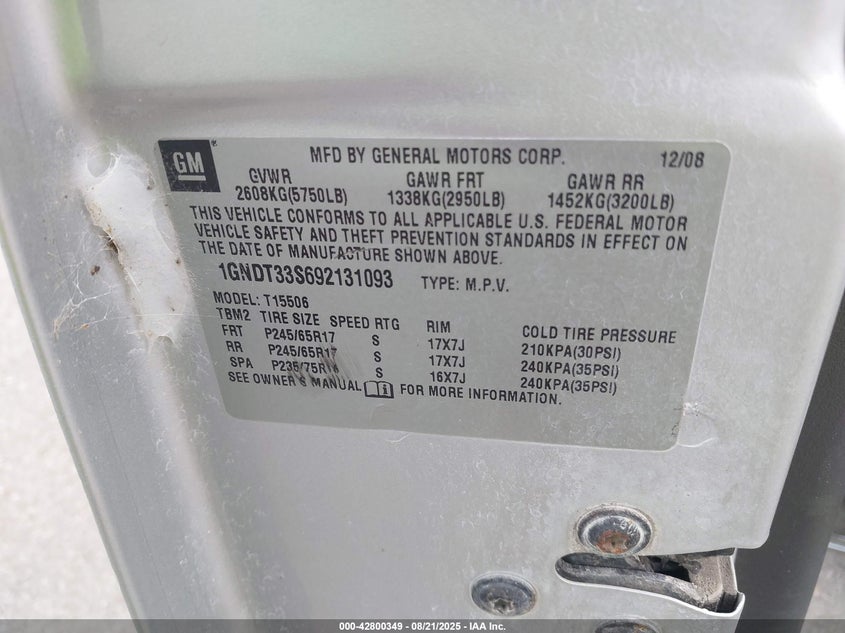 GM
MFD BY GENERAL MOTORS CORP. 12/08
GVWR GAWR FRT GAWR RR
2608KG(5750LB) 1338KG(2950LB) 1452KG(3200LB)
THIS VEHICLE CONFORMS TO ALL APPLICABLE U.S. FEDERAL MOTOR
VEHICLE SAFETY AND THEFT PREVENTION STANDARDS IN EFFECT ON
THE DATE OF MANUFACTURE SHOWN ABOVE.
1GNDT33S692131093 TYPE: M.P.V.
MODEL: T15506
TBM2 TIRE SIZE SPEED RTG RIM COLD TIRE PRESSURE
FRT P245/65R17 S 17X7J 210KPA(30PSI)
RR P245/65R17 S 17X7J 240KPA(35PSI)
SPA S 16X7J 240KPA(35PSI)
SEE OWNER'S MANUAL FOR MORE INFORMATION.
000-42800349 - 08/21/2025 - IAA Inc.